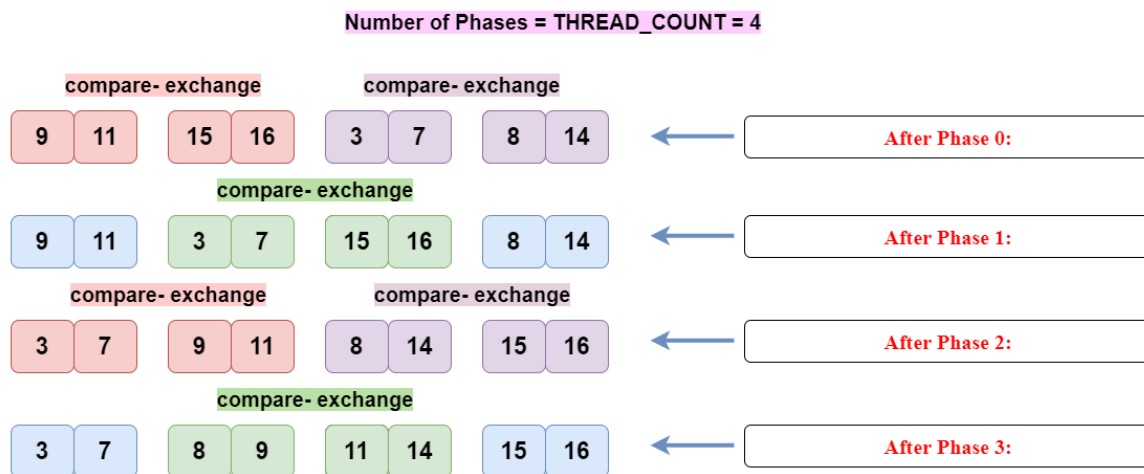 Number of Phases = THREAD_COUNT = 4
compare- exchange compare- exchange
9 11 15 16 3 7 8 14 After Phase 0:
compare- exchange
9 11 3 7 15 16 8 14 After Phase 1:
compare- exchange compare- exchange
3 7 9 11 8 14 15 16 After Phase 2:
compare- exchange
3 7 8 9 11 14 15 16 After Phase 3: